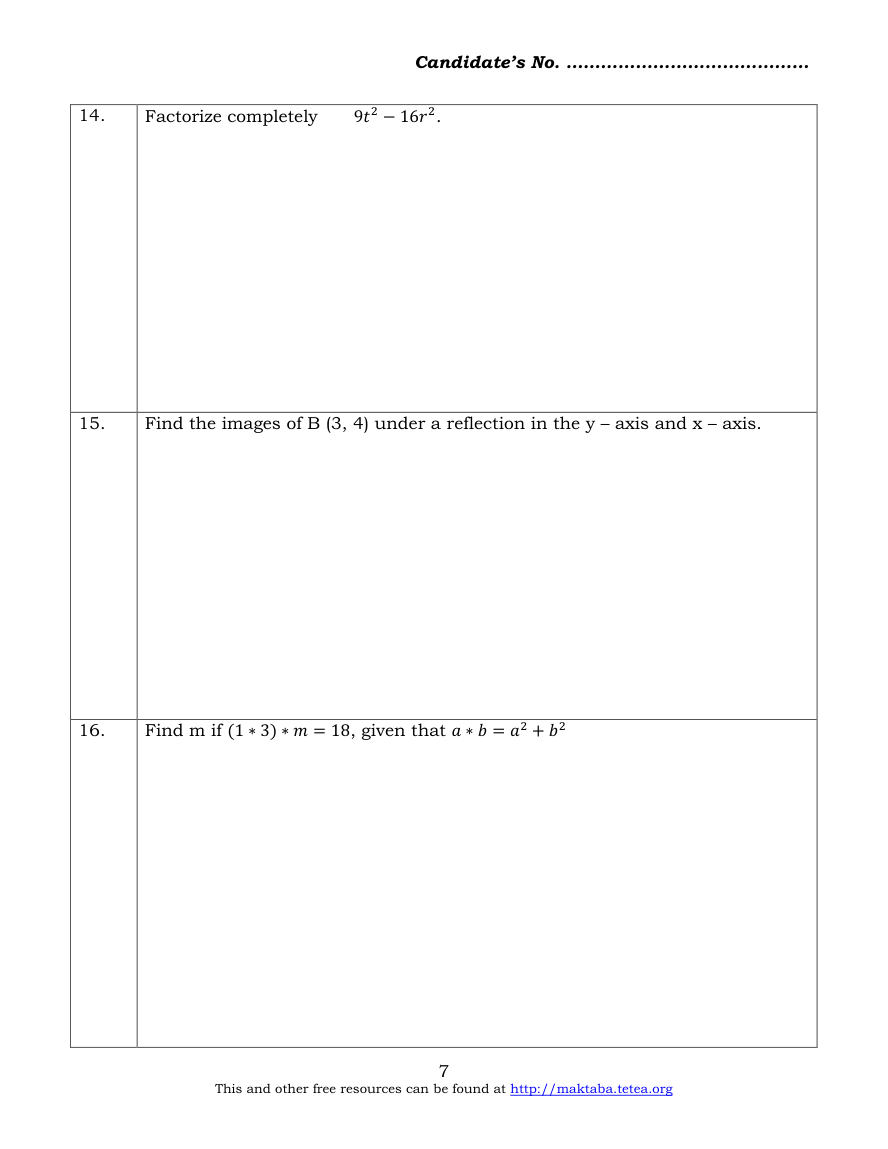 Candidate’s No. ..........................................
14. Factorize completely 9𝑡² − 16𝑟².
15. Find the images of B (3, 4) under a reflection in the y – axis and x – axis.
16. Find m if (1 ∗ 3) ∗ 𝑚 = 18, given that 𝑎 ∗ 𝑏 = 𝑎² + 𝑏²
7
This and other free resources can be found at http://maktaba.tetea.org